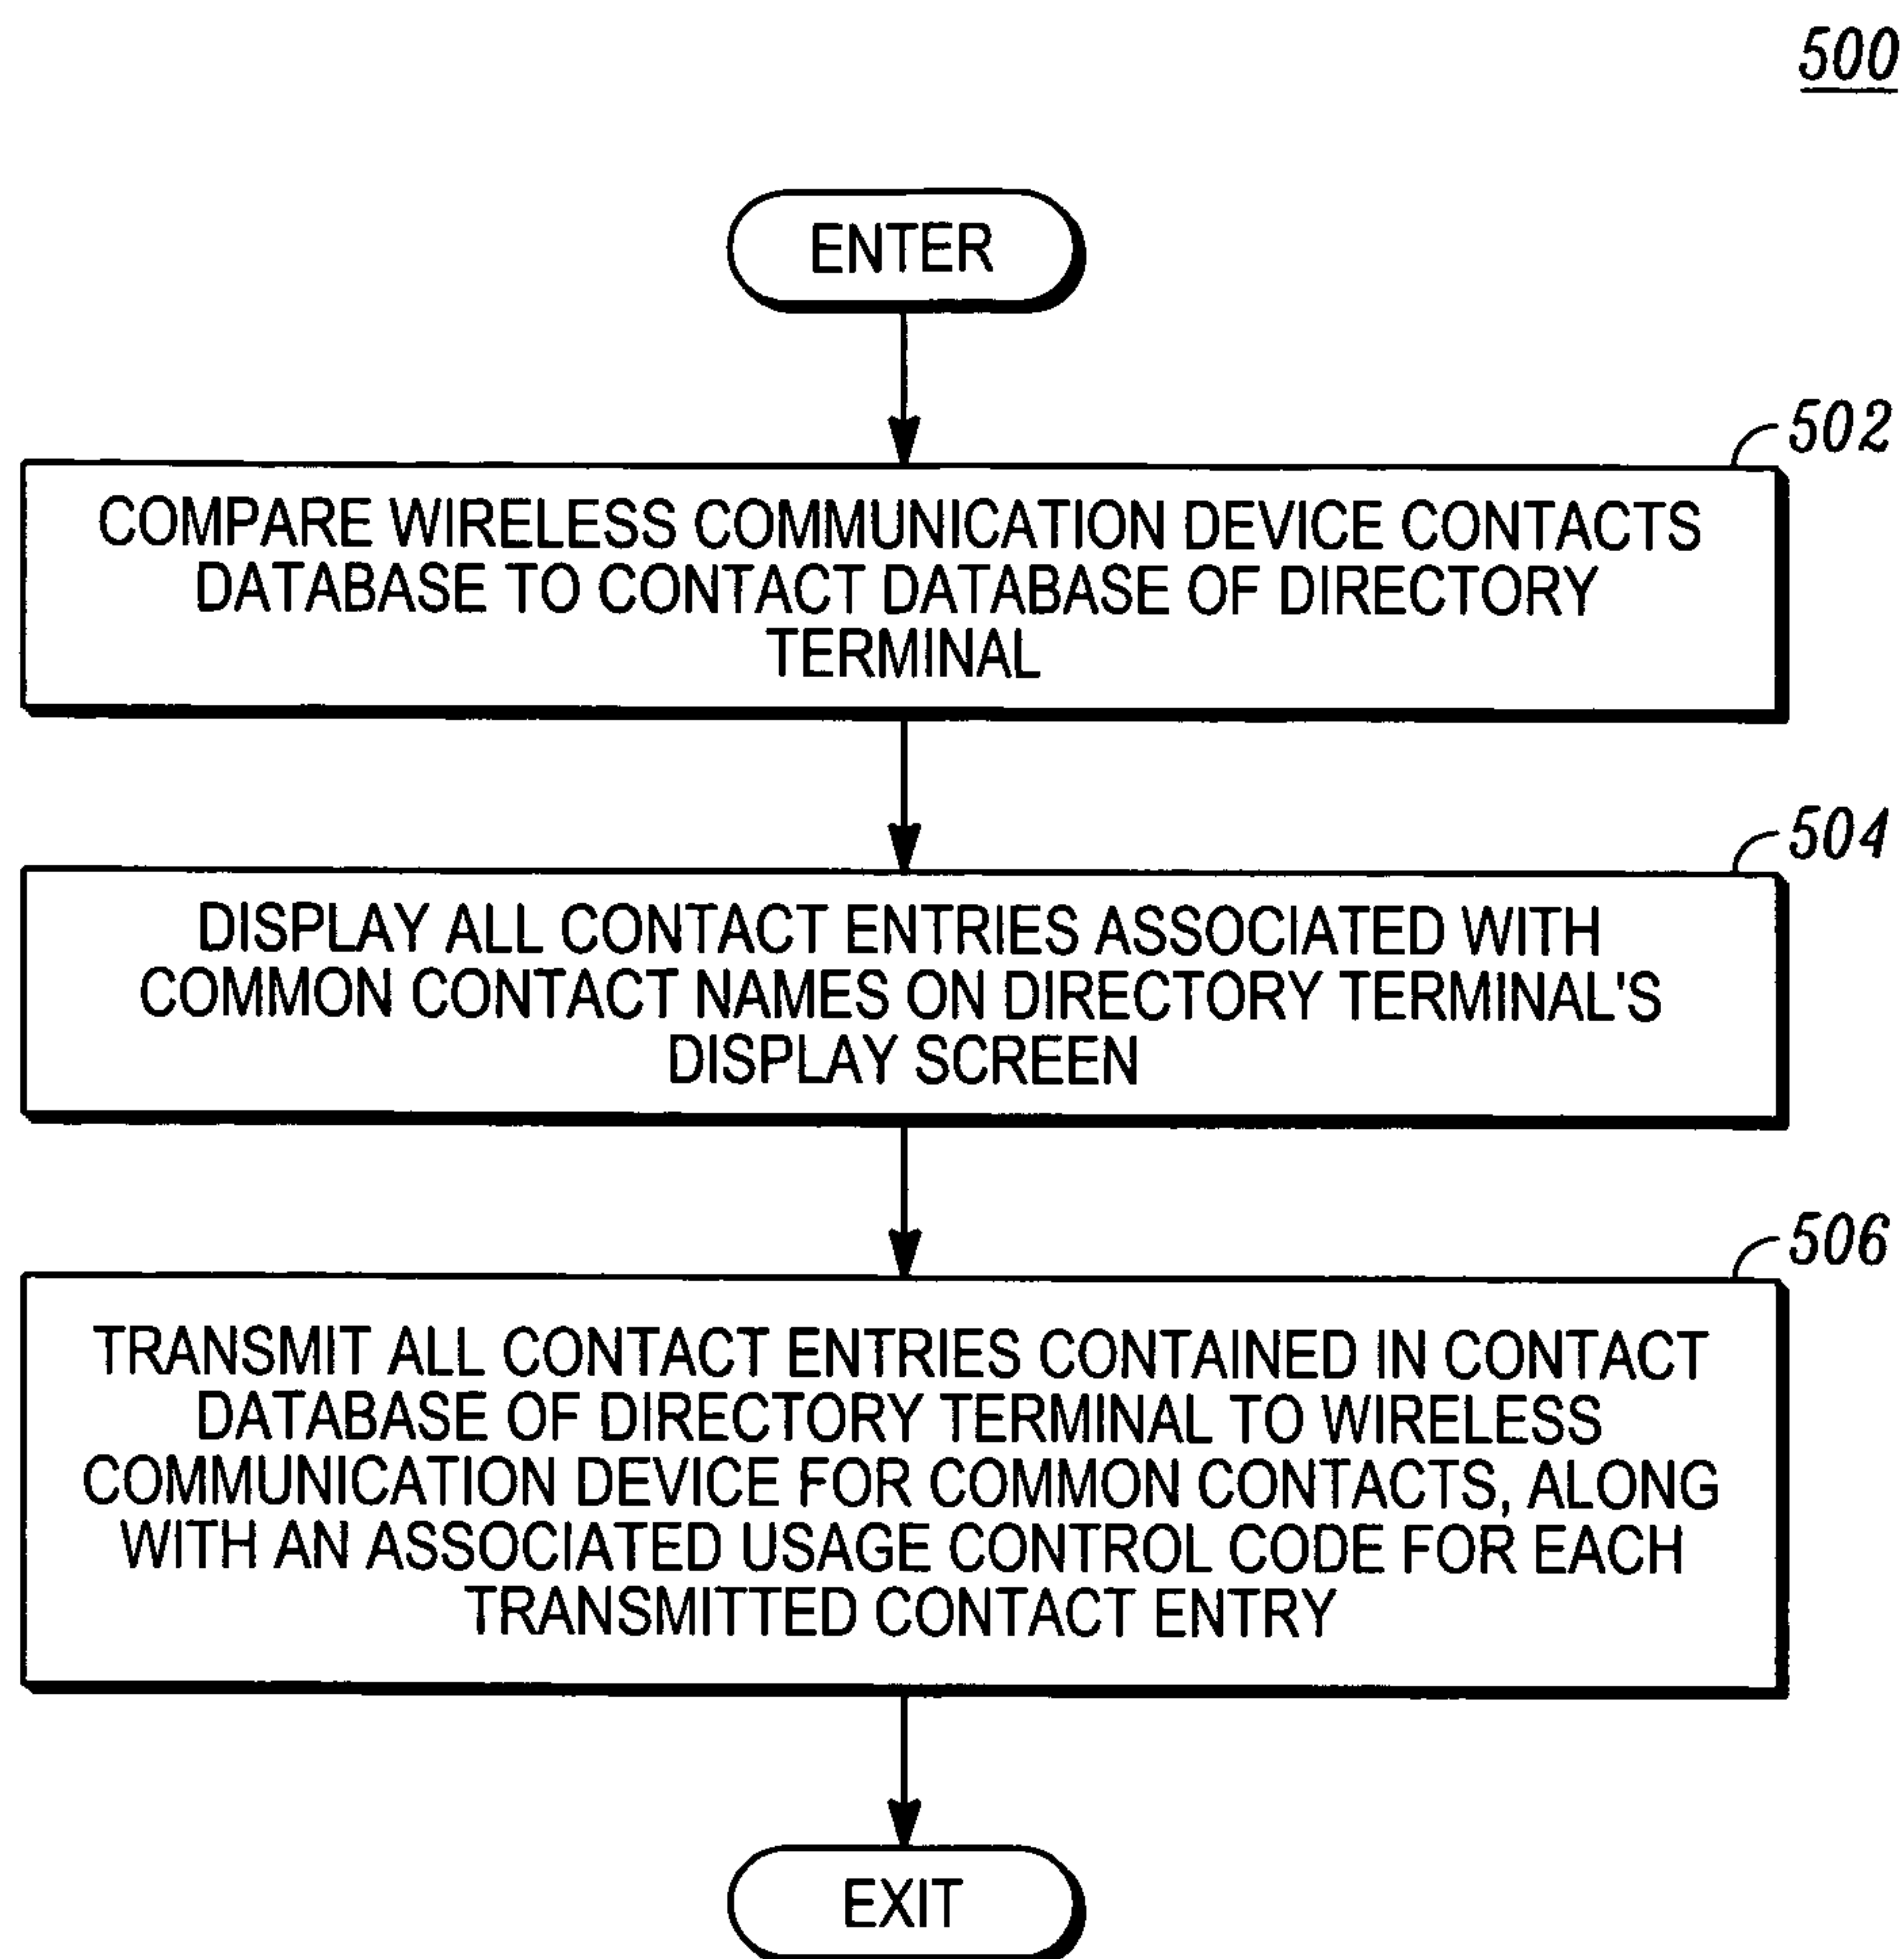 500
ENTER
502
COMPARE WIRELESS COMMUNICATION DEVICE CONTACTS
DATABASE TO CONTACT DATABASE OF DIRECTORY
TERMINAL
504
DISPLAY ALL CONTACT ENTRIES ASSOCIATED WITH
COMMON CONTACT NAMES ON DIRECTORY TERMINAL'S
DISPLAY SCREEN
506
TRANSMIT ALL CONTACT ENTRIES CONTAINED IN CONTACT
DATABASE OF DIRECTORY TERMINAL TO WIRELESS
COMMUNICATION DEVICE FOR COMMON CONTACTS, ALONG
WITH AN ASSOCIATED USAGE CONTROL CODE FOR EACH
TRANSMITTED CONTACT ENTRY
EXIT